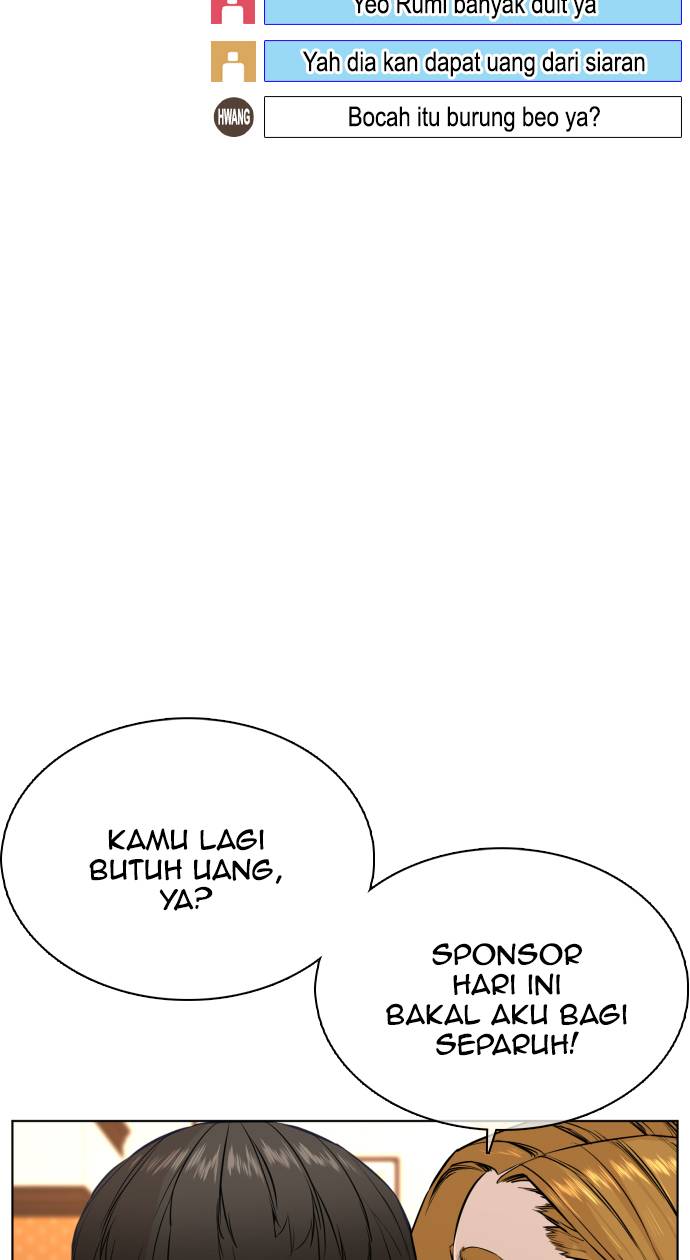 Yeo Rumi banyak duit ya
Yah dia kan dapat uang dari siaran
HWANG
Bocah itu burung beo ya?
KAMU LAGI
BUTUH UANG,
YA?
SPONSOR
HARI INI
BAKAL AKU BAGI
SEPARUH!